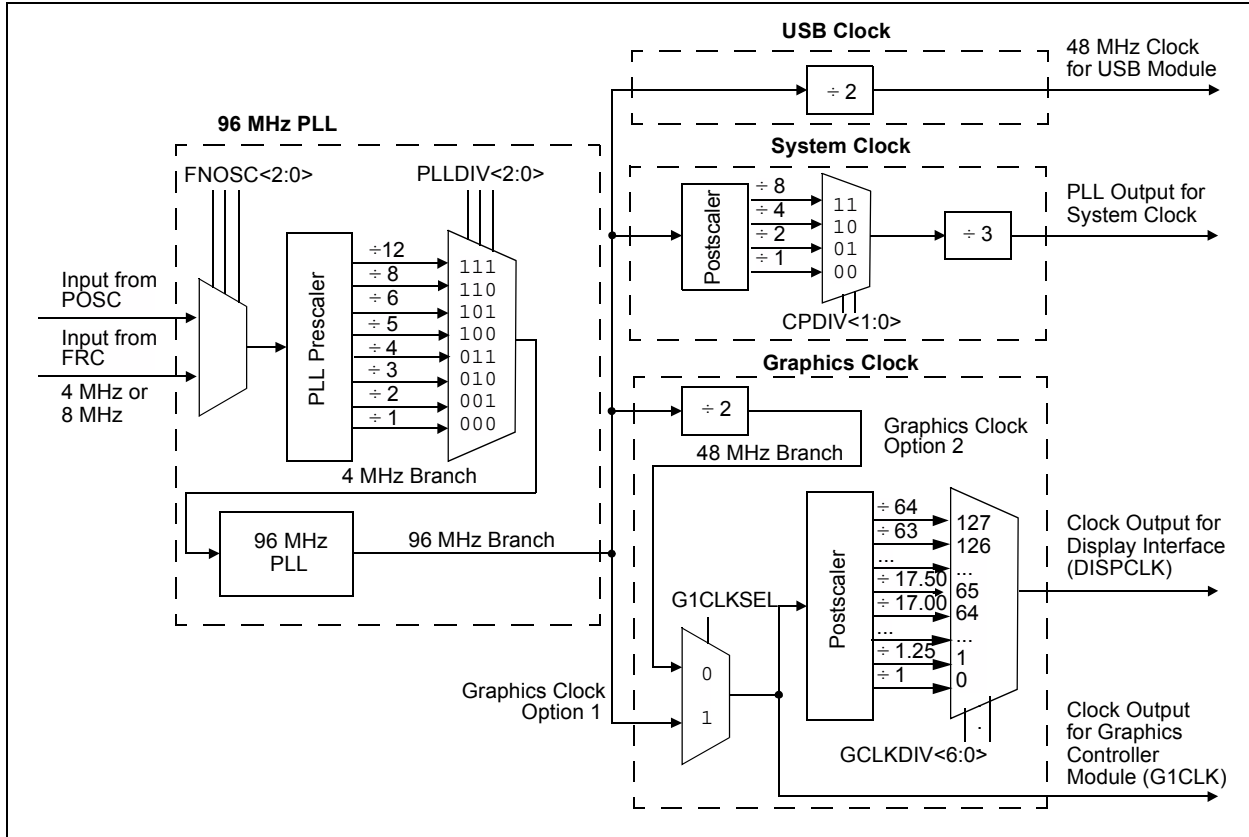 USB Clock
48 MHz Clock
for USB Module
÷ 2
96 MHz PLL
FNOSC<2:0>
PLLDIV<2:0>
Input from
POSC
Input from
FRC
4 MHz or
8 MHz
PLL Prescaler
÷12
÷ 8
÷ 6
÷ 5
÷ 4
÷ 3
÷ 2
÷ 1
111
110
101
100
011
010
001
000
4 MHz Branch
96 MHz
PLL
96 MHz Branch
System Clock
Postscaler
÷ 8
÷ 4
÷ 2
÷ 1
11
10
01
00
CPDIV<1:0>
÷ 3
PLL Output for
System Clock
Graphics Clock
÷ 2
48 MHz Branch
Graphics Clock
Option 2
G1CLKSEL
0
1
Graphics Clock
Option 1
Postscaler
÷ 64
÷ 63
...
÷ 17.50
÷ 17.00
...
÷ 1.25
÷ 1
127
126
...
65
64
...
1
0
GCLKDIV<6:0>
Clock Output for
Display Interface
(DISPCLK)
Clock Output
for Graphics
Controller
Module (G1CLK)